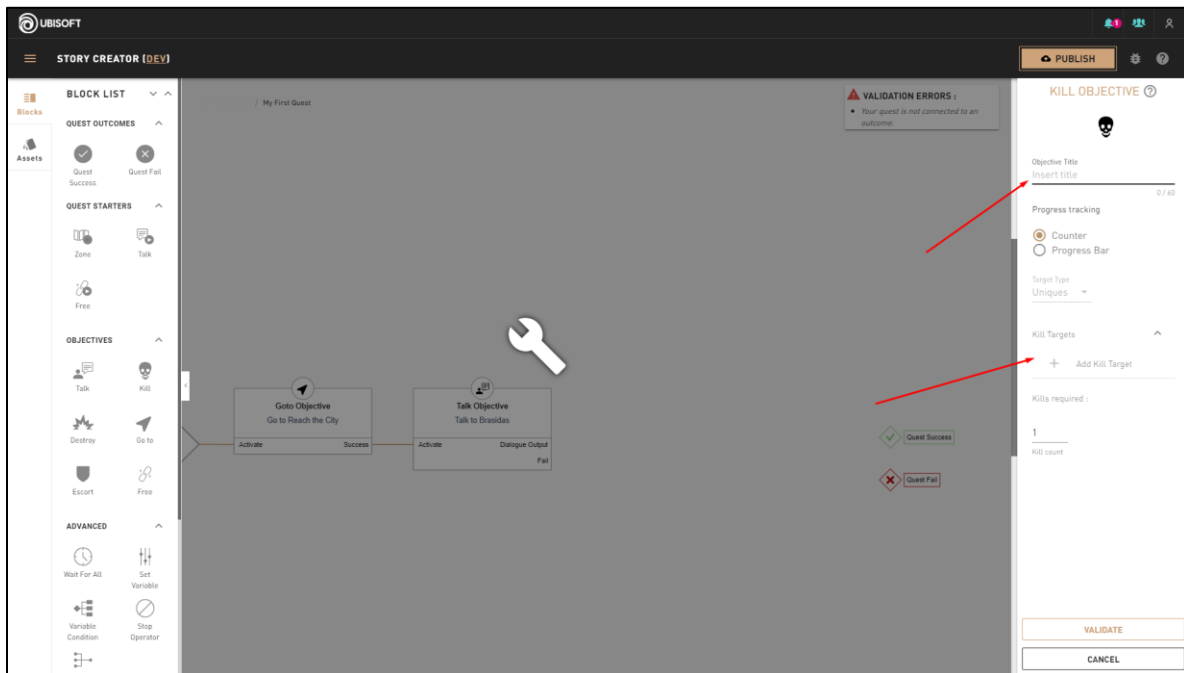 UBISOFT
1
STORY CREATOR (DEV)
PUBLISH
Blocks
Assets
BLOCK LIST
QUEST OUTCOMES
Quest
Success
Quest Fail
QUEST STARTERS
Zone
Talk
Free
OBJECTIVES
Talk
Kill
Destroy
Go to
Escort
Free
ADVANCED
Wait For All
Set
Variable
Variable
Condition
Stop
Operator
/ My First Quest
VALIDATION ERRORS :
Your quest is not connected to an
outcome.
Goto Objective
Go to Reach the City
Activate
Success
Talk Objective
Talk to Brasidas
Activate
Dialogue Output
Fail
Quest Success
Quest Fail
KILL OBJECTIVE
Objective Title
Insert title
0 / 60
Progress tracking
Counter
Progress Bar
Target Type
Uniques
Kill Targets
+ Add Kill Target
Kills required :
1
Kill count
VALIDATE
CANCEL